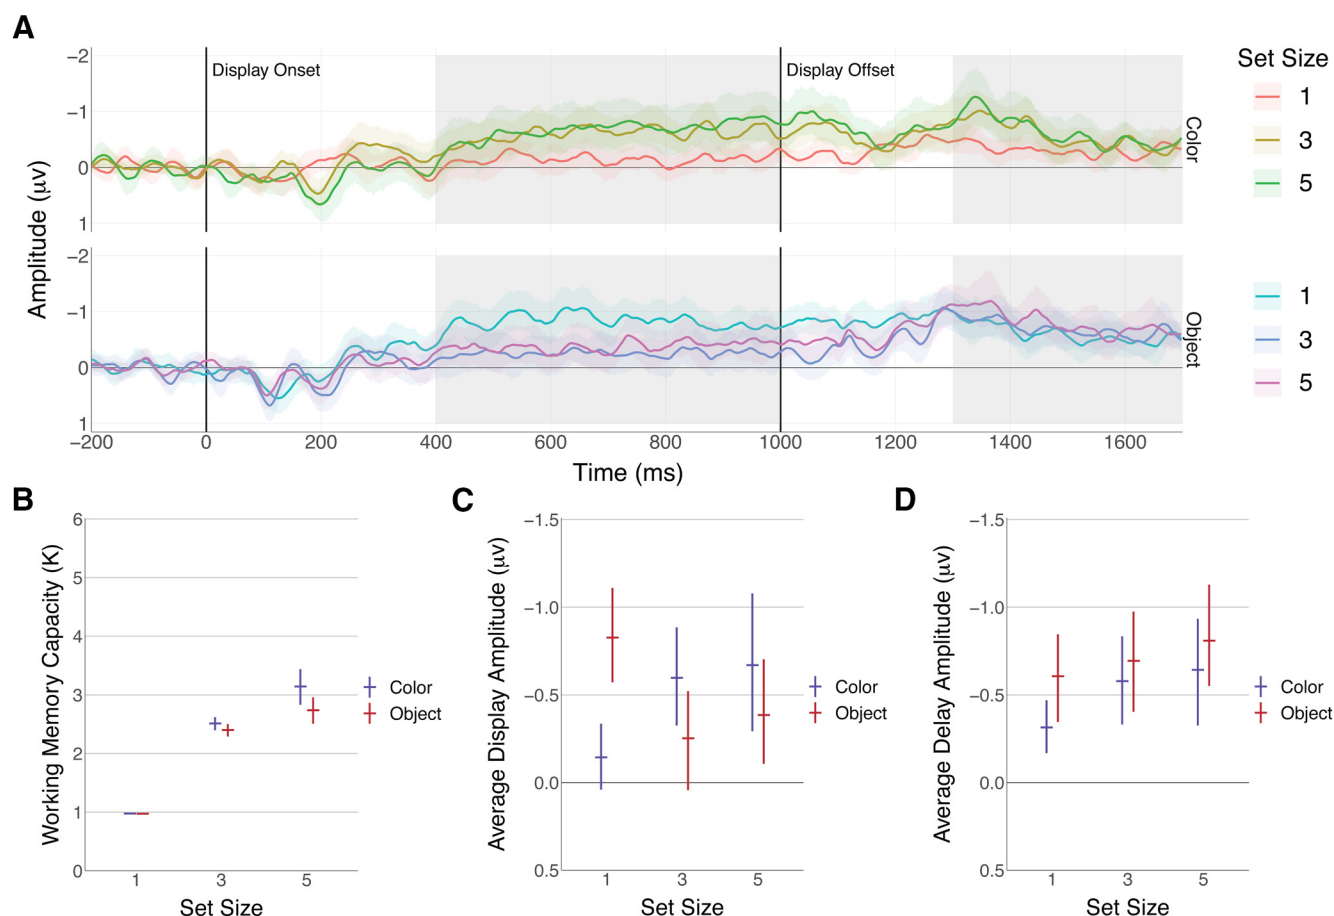 A
Amplitude (μv)
−2
−1
0
1
Display Onset
Display Offset
Color
Set Size
1
3
5
−2
−1
0
1
Object
1
3
5
−200
0
200
400
600
800
1000
1200
1400
1600
Time (ms)
B
Working Memory Capacity (K)
6
5
4
3
2
1
0
1
3
5
Set Size
Color
Object
C
Average Display Amplitude (μv)
−1.5
−1.0
−0.5
0.0
0.5
1
3
5
Set Size
Color
Object
D
Average Delay Amplitude (μv)
−1.5
−1.0
−0.5
0.0
0.5
1
3
5
Set Size
Color
Object